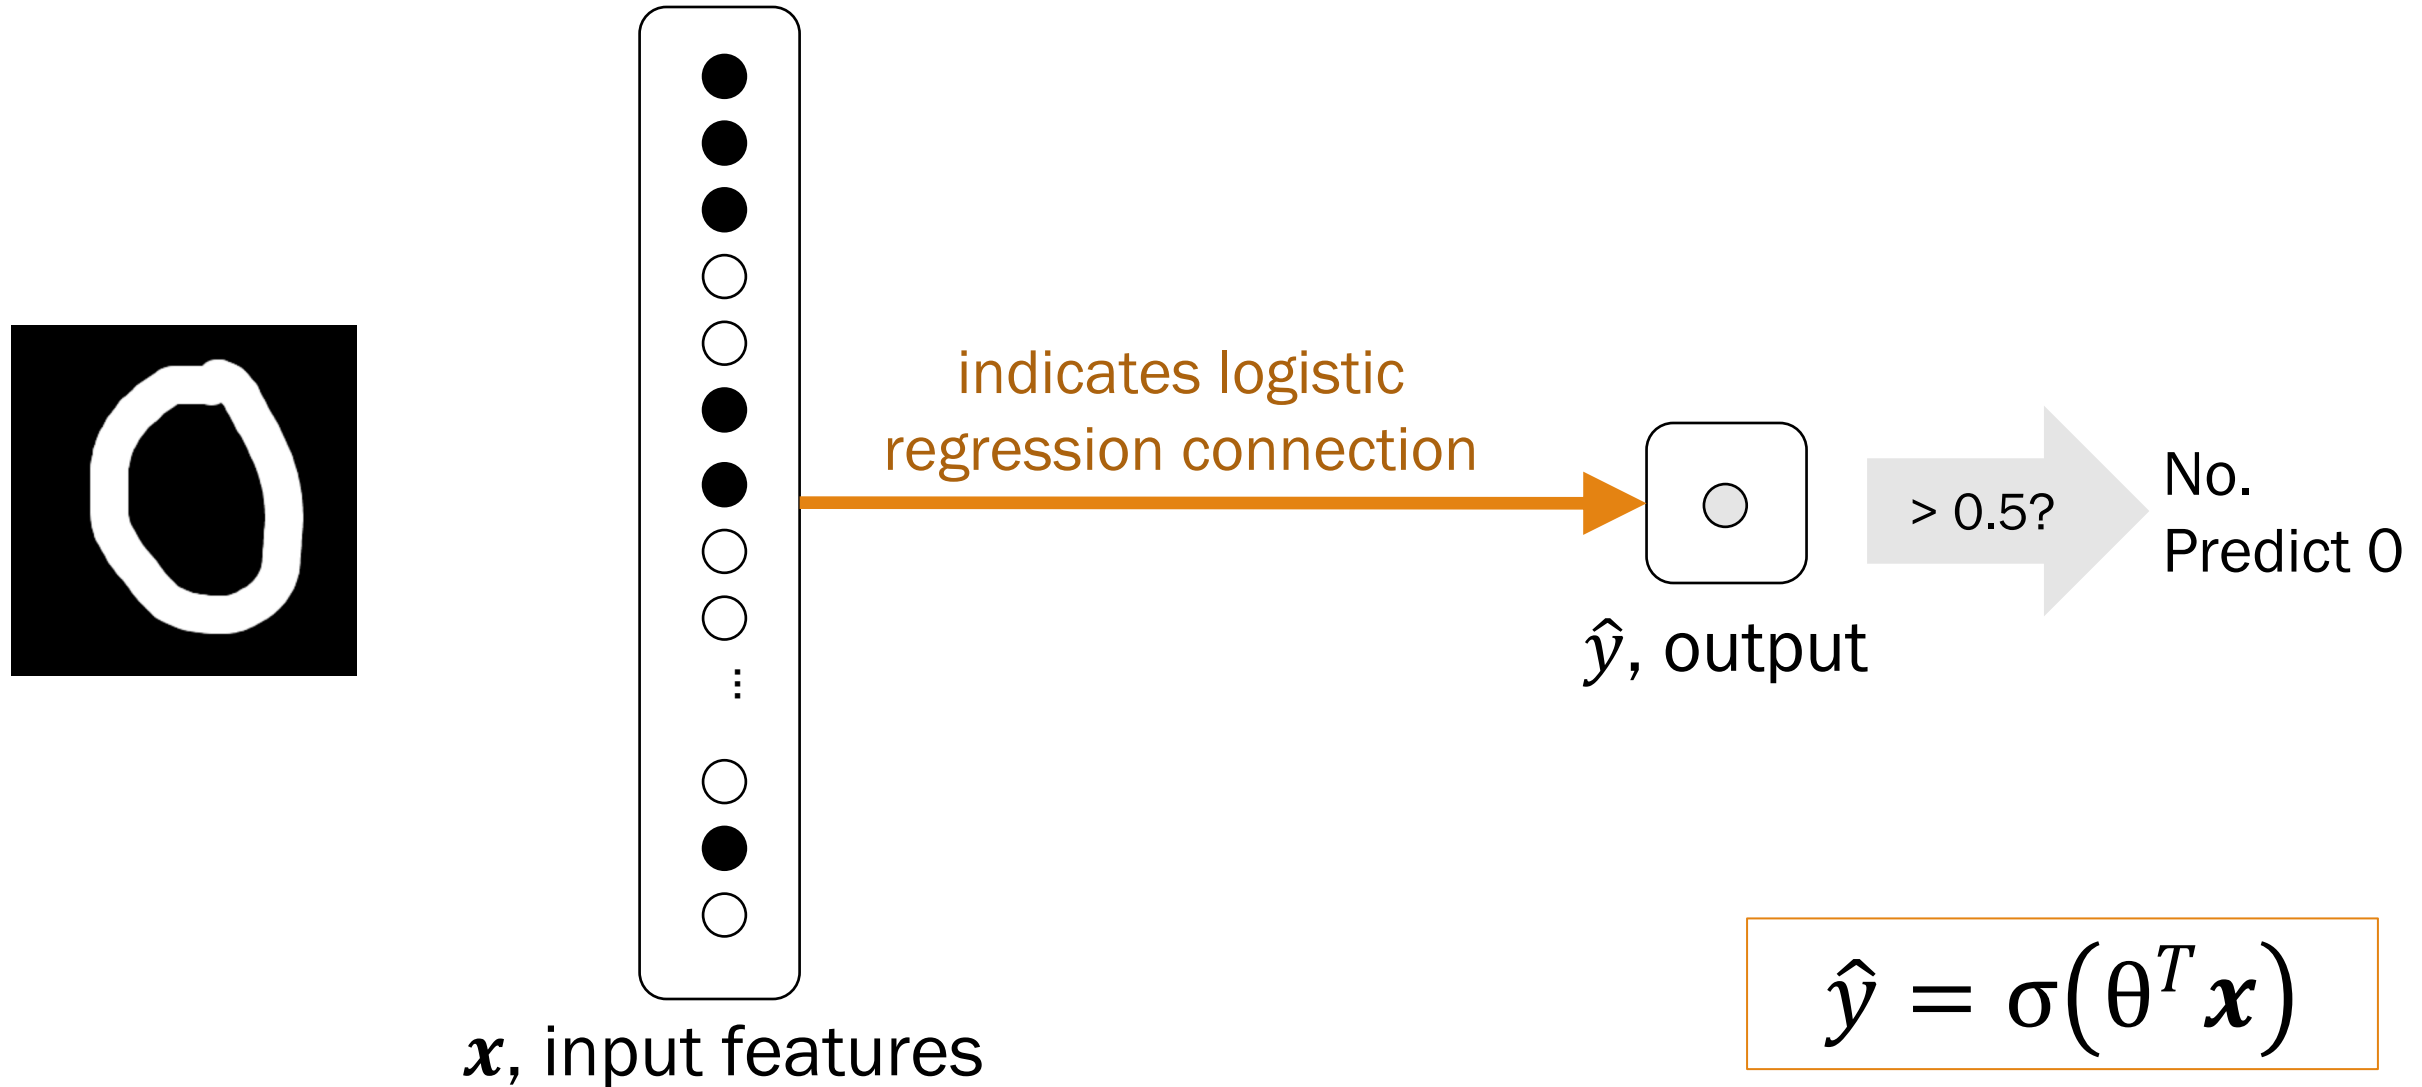 indicates logistic
regression connection
> 0.5?
No.
Predict 0
ŷ, output
x, input features
ŷ = σ(θᵀx)